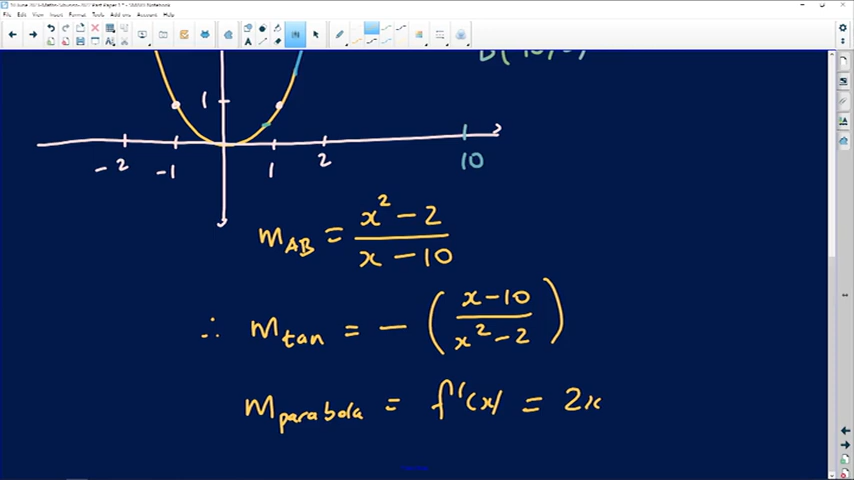 File Edit View Insert Format Tools Add-ons Account Help
1
-2 -1 1 2 10
m_AB = (x² - 2)/(x - 10)
∴ m_tan = - ((x - 10)/(x² - 2))
m_parabola = f'(x) = 2x